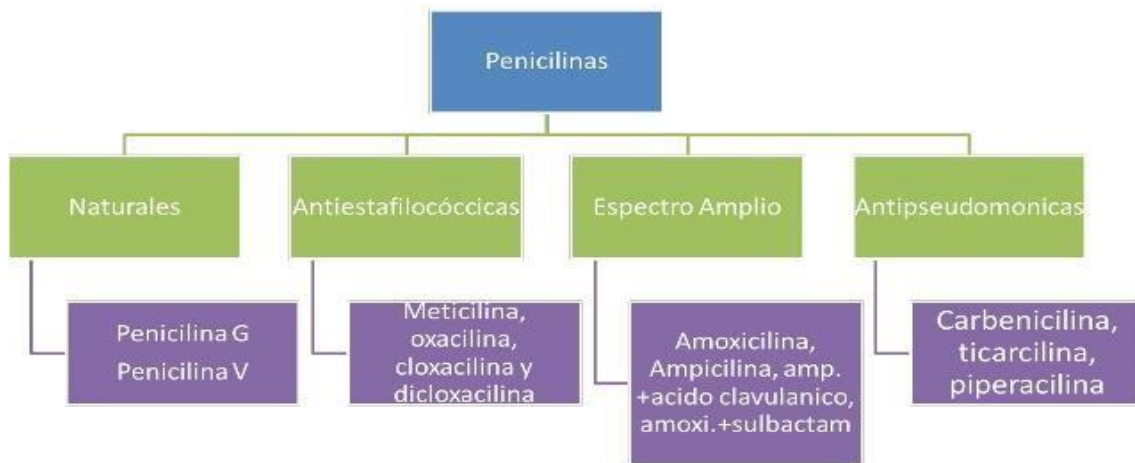 Penicilinas
Naturales
Antiestafilocóccicas
Espectro Amplio
Antipseudomonicas
Penicilina G
Penicilina V
Meticilina,
oxacilina,
cloxacilina y
dicloxacilina
Amoxicilina,
Ampicilina, amp.
+acido clavulanico,
amoxi.+sulbactam
Carbenicilina,
ticarcilina,
piperacilina